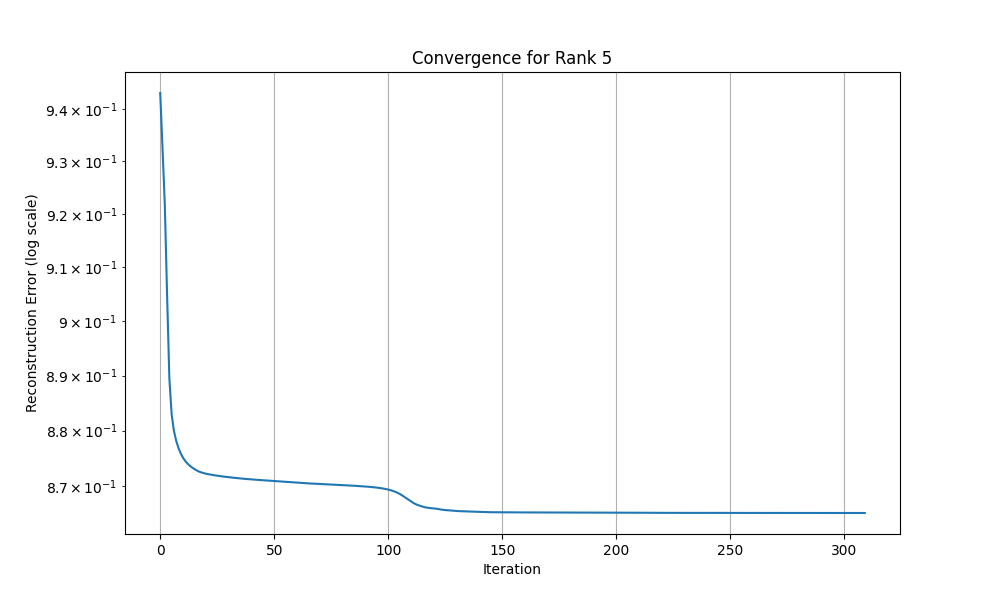 Convergence for Rank 5
Reconstruction Error (log scale)
9.4 × 10⁻¹
9.3 × 10⁻¹
9.2 × 10⁻¹
9.1 × 10⁻¹
9 × 10⁻¹
8.9 × 10⁻¹
8.8 × 10⁻¹
8.7 × 10⁻¹
0 50 100 150 200 250 300
Iteration